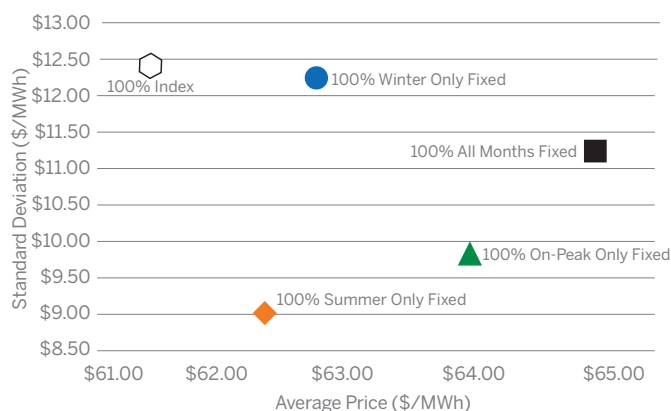 $13.00
$12.50
100% Index
100% Winter Only Fixed
$12.00
$11.50
100% All Months Fixed
$11.00
$10.50
$10.00
100% On-Peak Only Fixed
$9.50
100% Summer Only Fixed
$9.00
$8.50
Standard Deviation ($/MWh)
$61.00 $62.00 $63.00 $64.00 $65.00
Average Price ($/MWh)